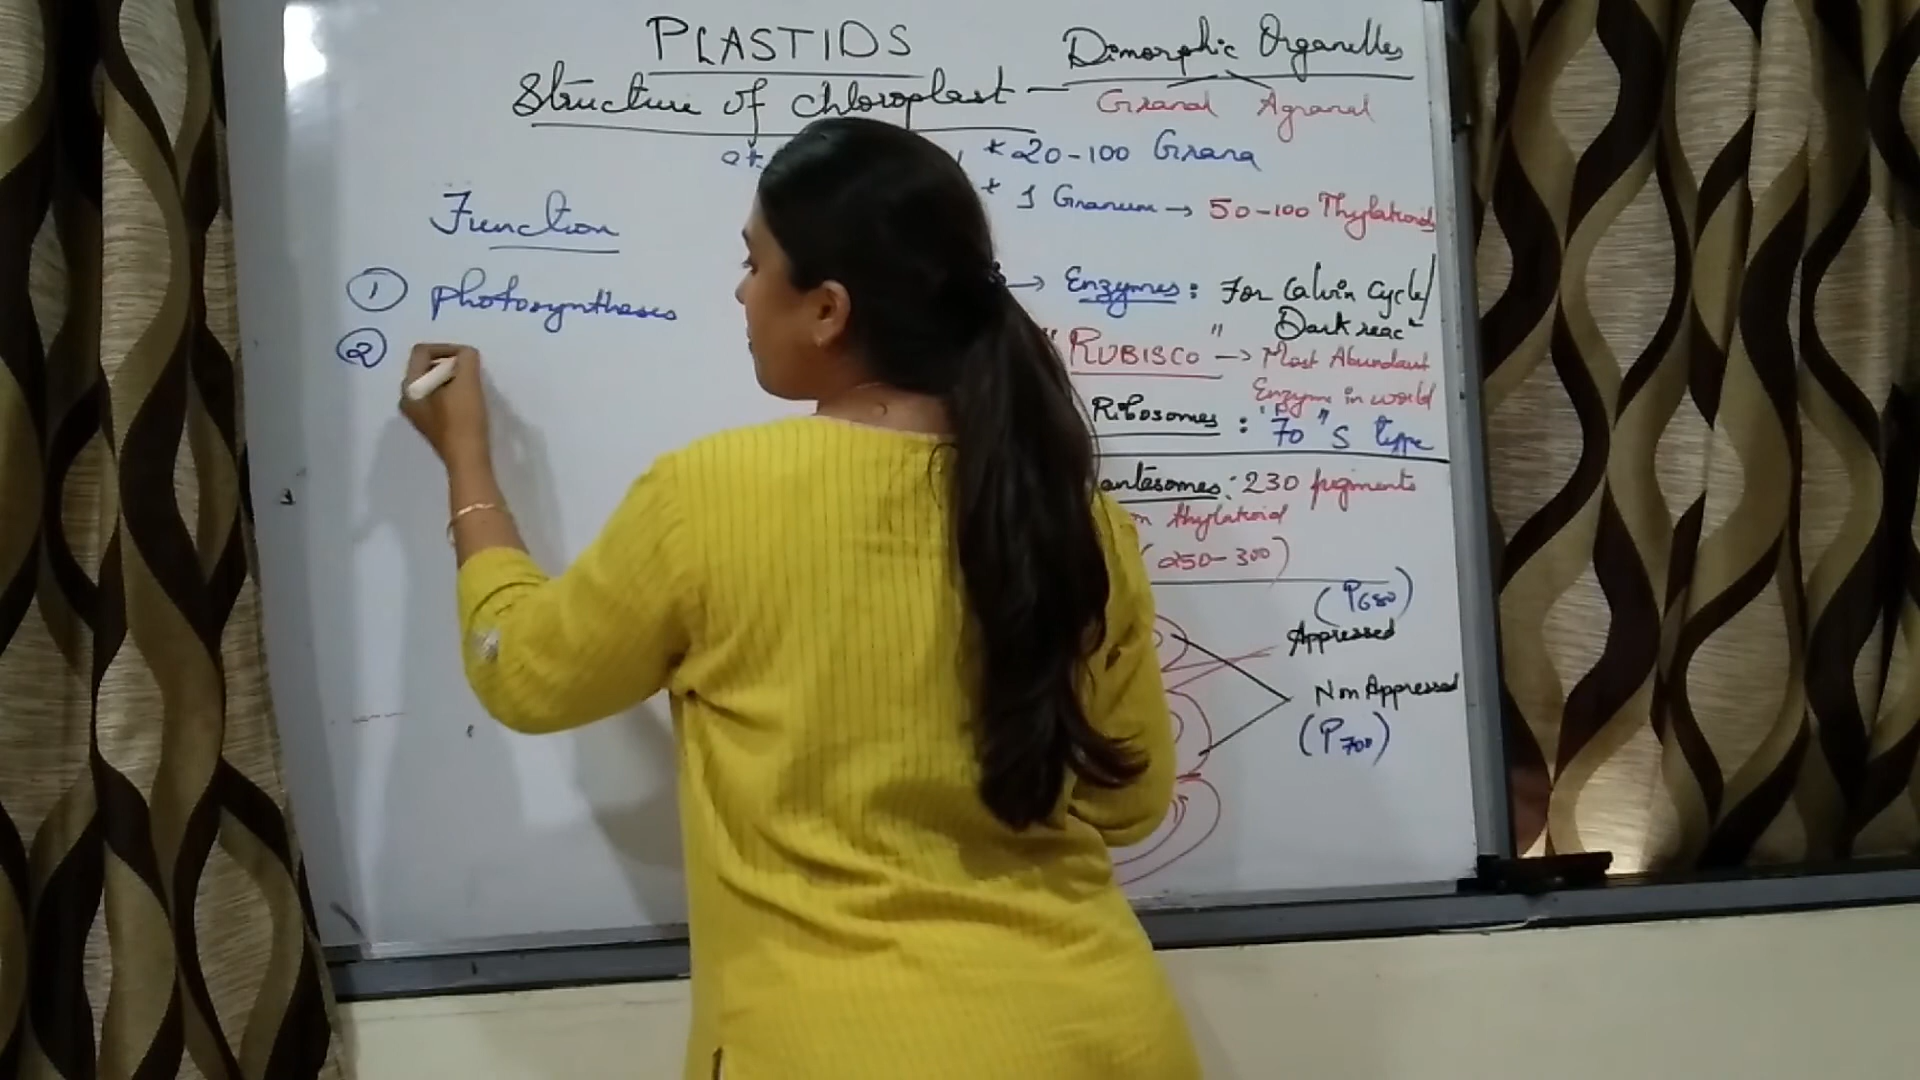 PLASTIDS
Structure of chloroplast - Dimorphic Organelles
Granal Agranal
* 20-100 Grana
* 1 Granum → 50-100 Thylakoids
Function
① photosynthesis
②
→ Enzymes : For Calvin Cycle/
Dark reac
"RUBISCO" → Most Abundant
Enzyme in world
Ribosomes : "70" S type
antesomes : 230 pigments
thylakoid
(250-300)
(P680)
Appressed
Non Appressed
(P700)